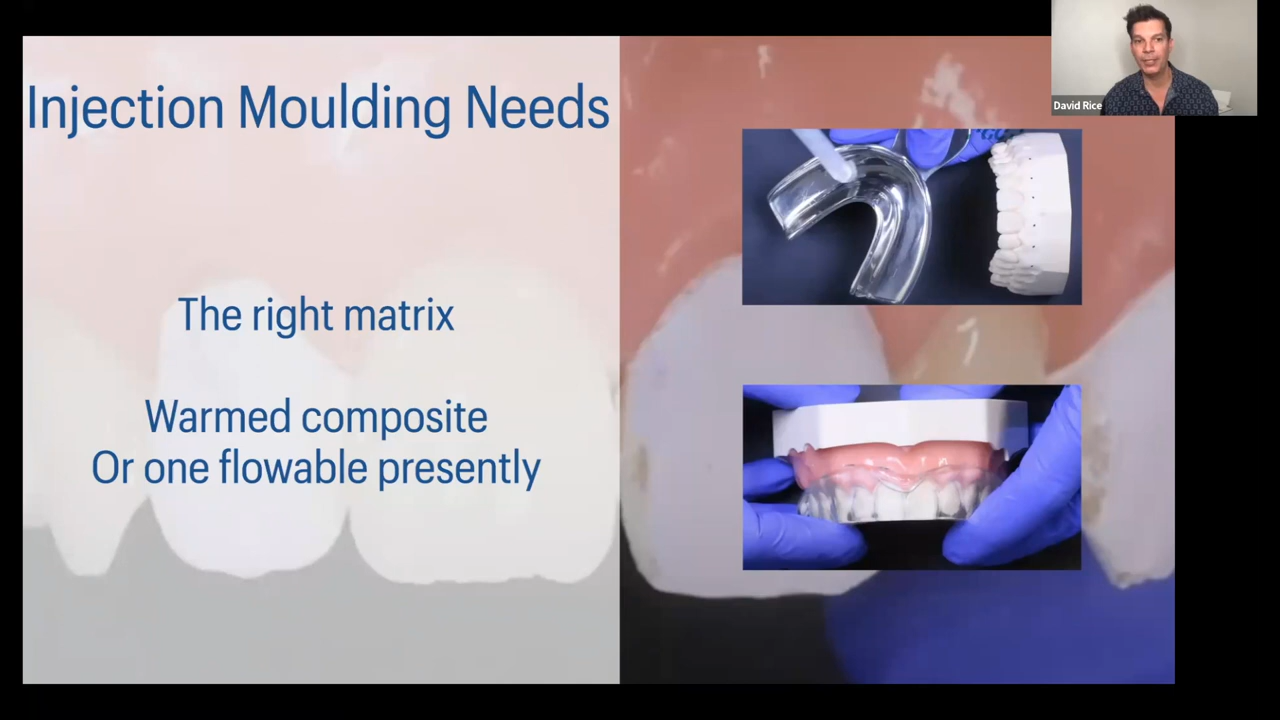 Injection Moulding Needs
The right matrix
Warmed composite
Or one flowable presently
David Rice